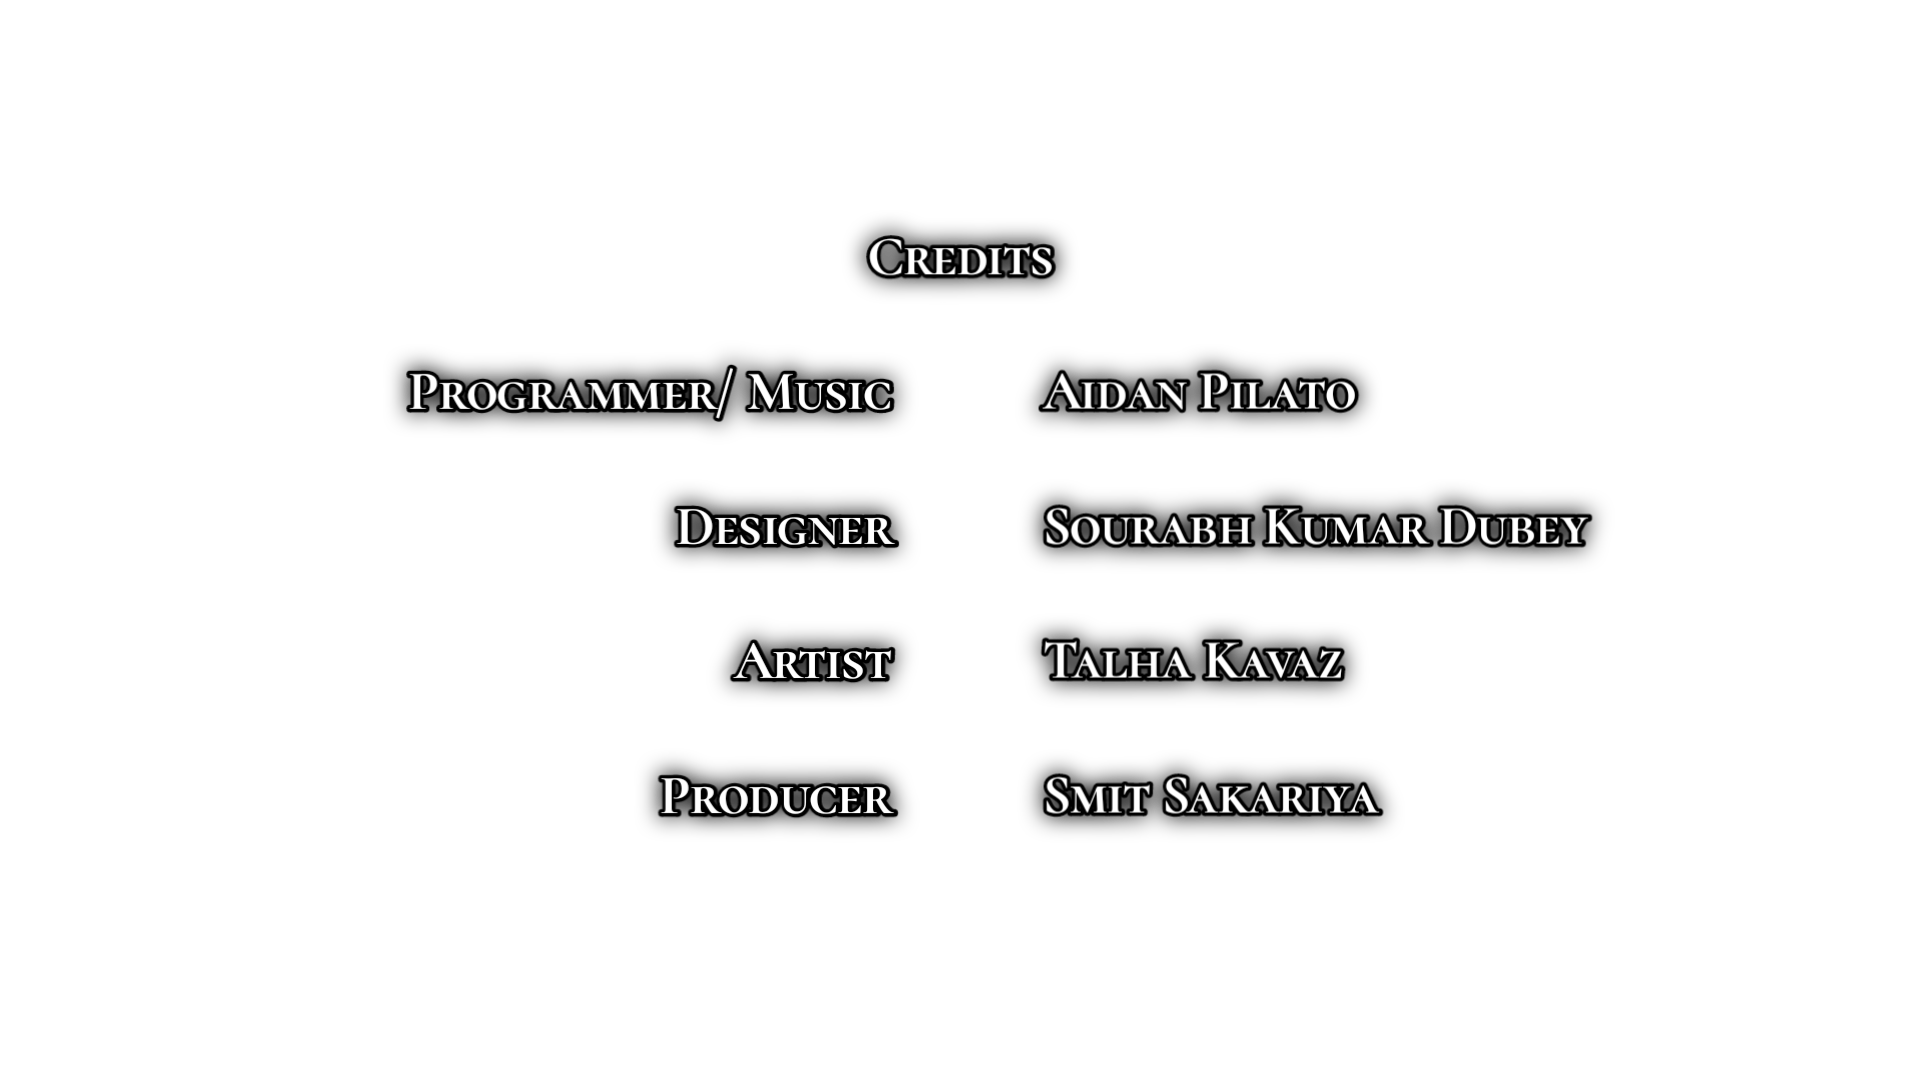 Credits
Programmer/ Music Aidan Pilato
Designer Sourabh Kumar Dubey
Artist Talha Kavaz
Producer Smit Sakariya